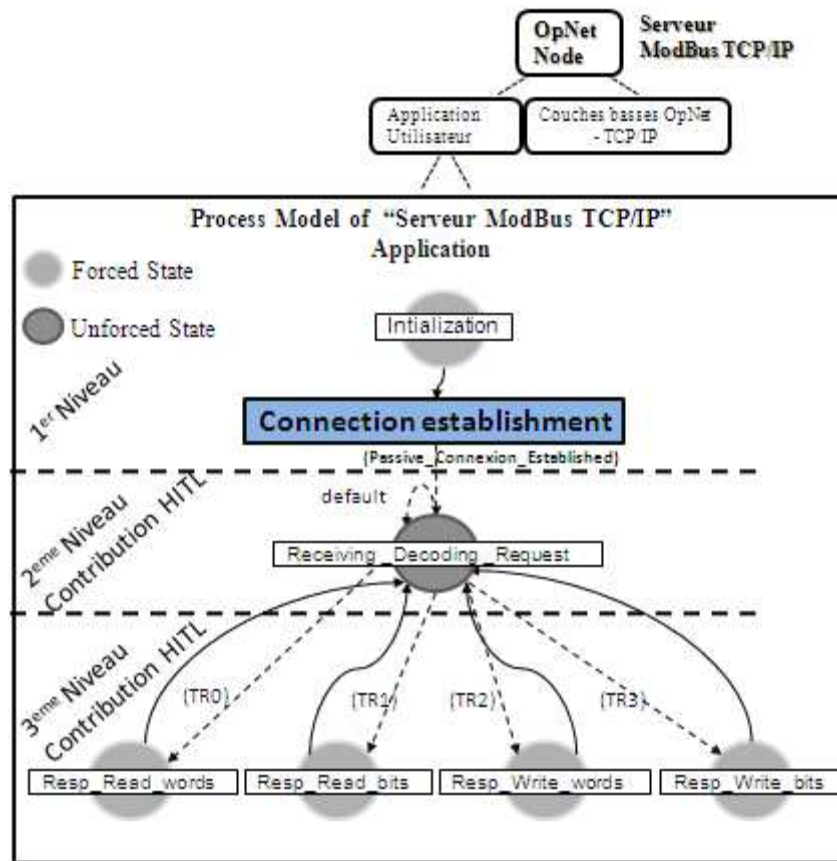 OpNet
Node
Serveur
ModBus TCP/IP
Application
Utilisateur
Couches basses OpNet
- TCP/IP
Process Model of “Serveur ModBus TCP/IP”
Application
Forced State
Unforced State
Intialization
1er Niveau
Connection establishment
(Passive_Connexion_Established)
default
2eme Niveau
Contribution HITL
Receiving_Decoding_Request
3eme Niveau
Contribution HITL
(TR0)
(TR1)
(TR2)
(TR3)
Resp_Read_words
Resp_Read_bits
Resp_Write_words
Resp_Write_bits